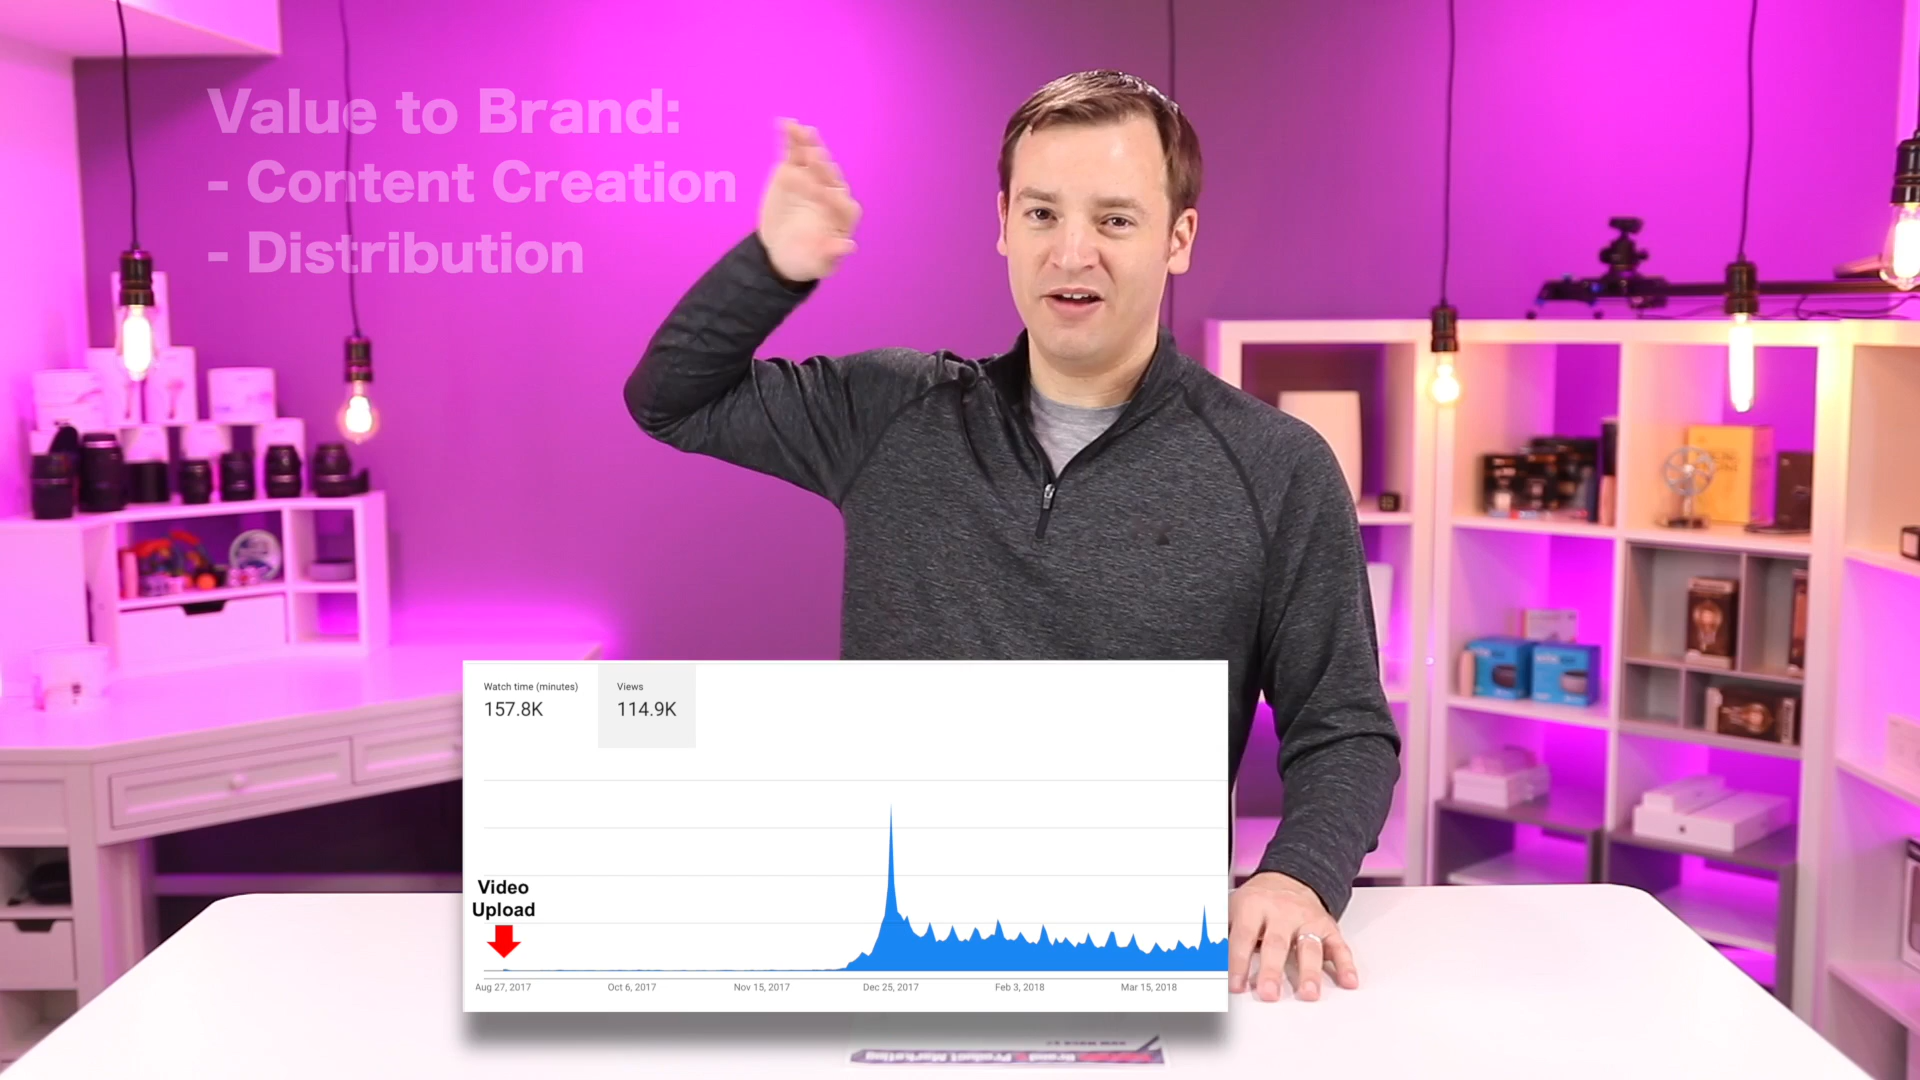 Value to Brand:
- Content Creation
- Distribution
Watch time (minutes)
157.8K
Views
114.9K
Video
Upload
Aug 27, 2017
Oct 6, 2017
Nov 15, 2017
Dec 25, 2017
Feb 3, 2018
Mar 15, 2018